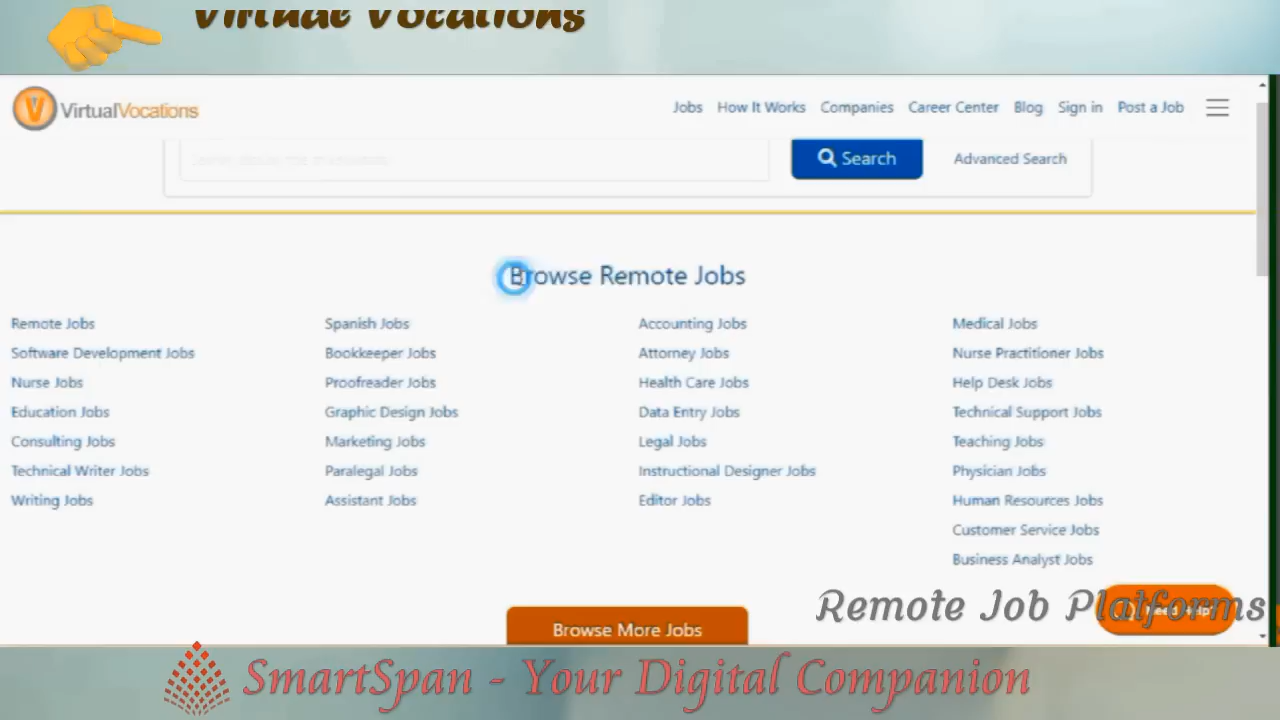 Virtual Vocations
VirtualVocations
Jobs How It Works Companies Career Center Blog Sign in Post a Job
Search Advanced Search
Browse Remote Jobs
Remote Jobs Spanish Jobs Accounting Jobs Medical Jobs
Software Development Jobs Bookkeeper Jobs Attorney Jobs Nurse Practitioner Jobs
Nurse Jobs Proofreader Jobs Health Care Jobs Help Desk Jobs
Education Jobs Graphic Design Jobs Data Entry Jobs Technical Support Jobs
Consulting Jobs Marketing Jobs Legal Jobs Teaching Jobs
Technical Writer Jobs Paralegal Jobs Instructional Designer Jobs Physician Jobs
Writing Jobs Assistant Jobs Editor Jobs Human Resources Jobs
Customer Service Jobs
Business Analyst Jobs
Remote Job Platforms
Need Help?
Browse More Jobs
SmartSpan - Your Digital Companion